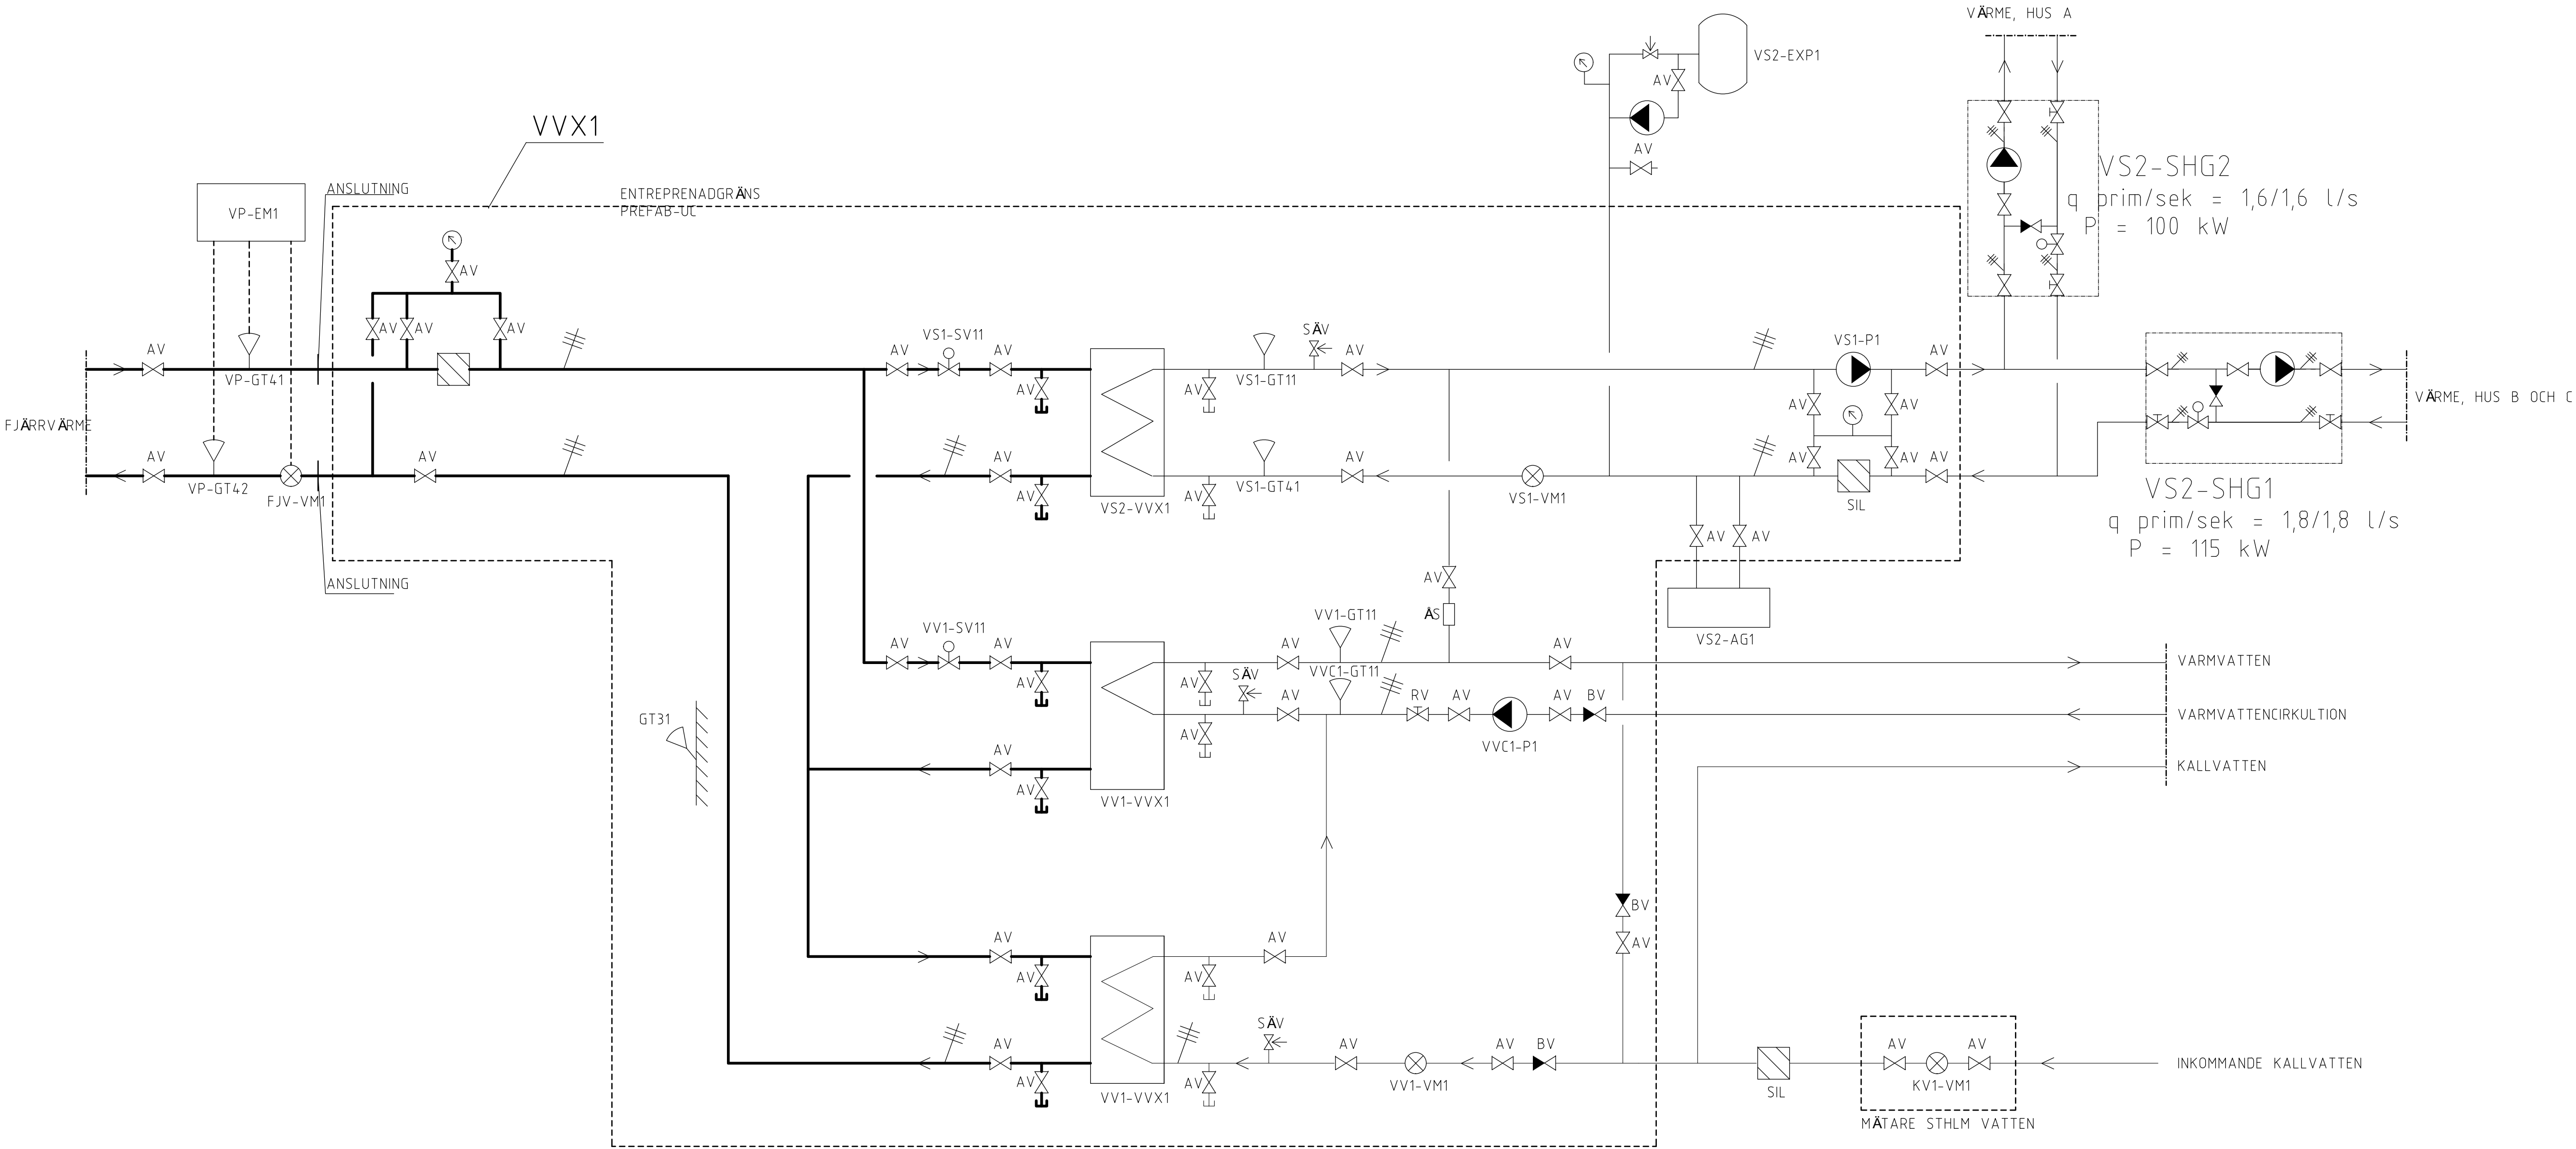 VÄRME, HUS A
VS2-EXP1
AV
AV
VVX1
ANSLUTNING
ENTREPRENADGRÄNS
PREFAB-UC
VP-EM1
VS2-SHG2
q prim/sek = 1,6/1,6 l/s
P = 100 kW
AV
AV
AV
AV
AV
VP-GT41
AV
VS1-SV11
AV
VS1-GT11
SÄV
AV
VS1-P1
AV
AV
AV
AV
AV
VÄRME, HUS B OCH C
FJÄRRVÄRME
AV
VP-GT42
FJV-VM1
AV
AV
AV
AV
VS2-VVX1
VS1-GT41
AV
VS1-VM1
AV
AV
AV
SIL
VS2-SHG1
q prim/sek = 1,8/1,8 l/s
P = 115 kW
AV
AV
ANSLUTNING
AV
ÅS
VS2-AG1
AV
VV1-SV11
AV
AV
VV1-GT11
AV
VARMVATTEN
AV
AV
SÄV
AV
VVC1-GT11
RV
AV
AV
BV
VARMVATTENCIRKULTION
GT31
AV
VVC1-P1
AV
KALLVATTEN
AV
VV1-VVX1
BV
AV
AV
AV
AV
AV
SÄV
AV
AV
AV
VV1-VVX1
AV
VV1-VM1
AV
BV
SIL
AV
KV1-VM1
AV
INKOMMANDE KALLVATTEN
MÄTARE STHLM VATTEN